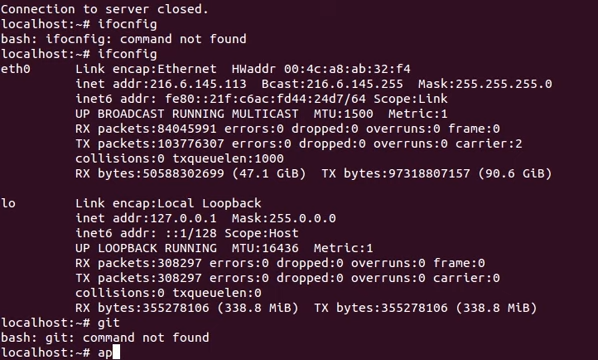 Connection to server closed.
localhost:~# ifocnfig
bash: ifocnfig: command not found
localhost:~# ifconfig
eth0      Link encap:Ethernet  HWaddr 00:4c:a8:ab:32:f4
          inet addr:216.6.145.113  Bcast:216.6.145.255  Mask:255.255.255.0
          inet6 addr: fe80::21f:c6ac:fd44:24d7/64 Scope:Link
          UP BROADCAST RUNNING MULTICAST  MTU:1500  Metric:1
          RX packets:84045991 errors:0 dropped:0 overruns:0 frame:0
          TX packets:103776307 errors:0 dropped:0 overruns:0 carrier:2
          collisions:0 txqueuelen:1000
          RX bytes:50588302699 (47.1 GiB)  TX bytes:97318807157 (90.6 GiB)
lo        Link encap:Local Loopback
          inet addr:127.0.0.1  Mask:255.0.0.0
          inet6 addr: ::1/128 Scope:Host
          UP LOOPBACK RUNNING  MTU:16436  Metric:1
          RX packets:308297 errors:0 dropped:0 overruns:0 frame:0
          TX packets:308297 errors:0 dropped:0 overruns:0 carrier:0
          collisions:0 txqueuelen:0
          RX bytes:355278106 (338.8 MiB)  TX bytes:355278106 (338.8 MiB)
localhost:~# git
bash: git: command not found
localhost:~# ap